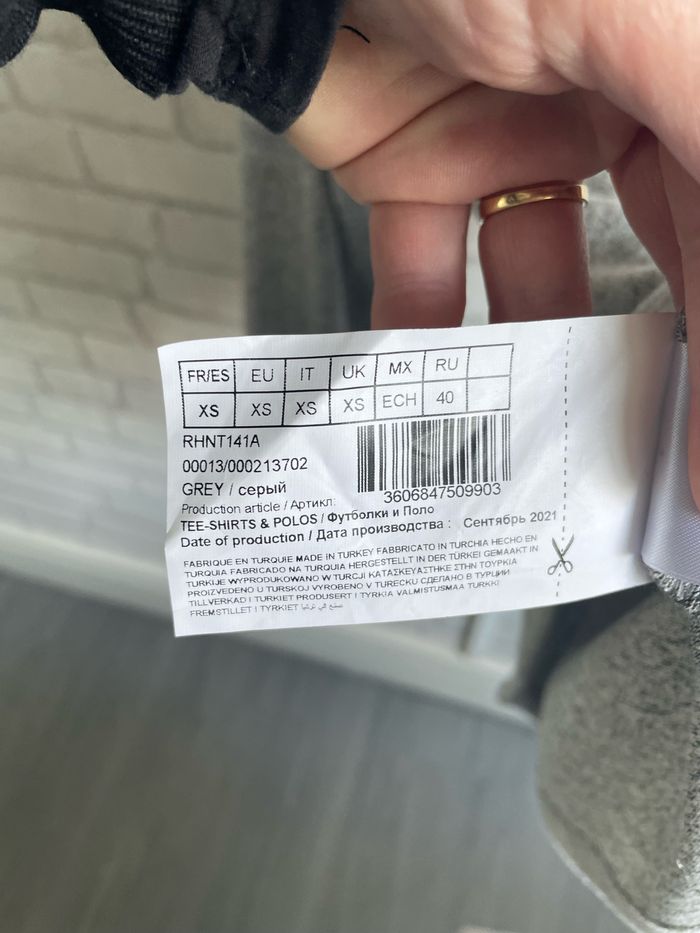 FR/ES EU IT UK MX RU
XS XS XS XS ECH 40
RHNT141A
00013/000213702
GREY / серый
3606847509903
Production article / Артикл:
TEE-SHIRTS & POLOS / Футболки и Поло
Date of production / Дата производства : Сентябрь 2021
FABRIQUE EN TURQUIE MADE IN TURKEY FABBRICATO IN TURCHIA HECHO EN
TURQUIA FABRICADO NA TURQUIA HERGESTELLT IN DER TÜRKEI GEMAAKT IN
TURKIJE WYPRODUKOWANO W TURCJI ΚΑΤΑΣΚΕΥΑΣΤΗΚΕ ΣΤΗΝ ΤΟΥΡΚΙΑ
PROIZVEDENO U TURSKOJ VYROBENO V TURECKU СДЕЛАНО В ТУРЦИИ
TILLVERKAD I TURKIET PRODUSERT I TYRKIA VALMISTUSMAA TURKKI
FREMSTILLET I TYRKIET صنع في تركيا